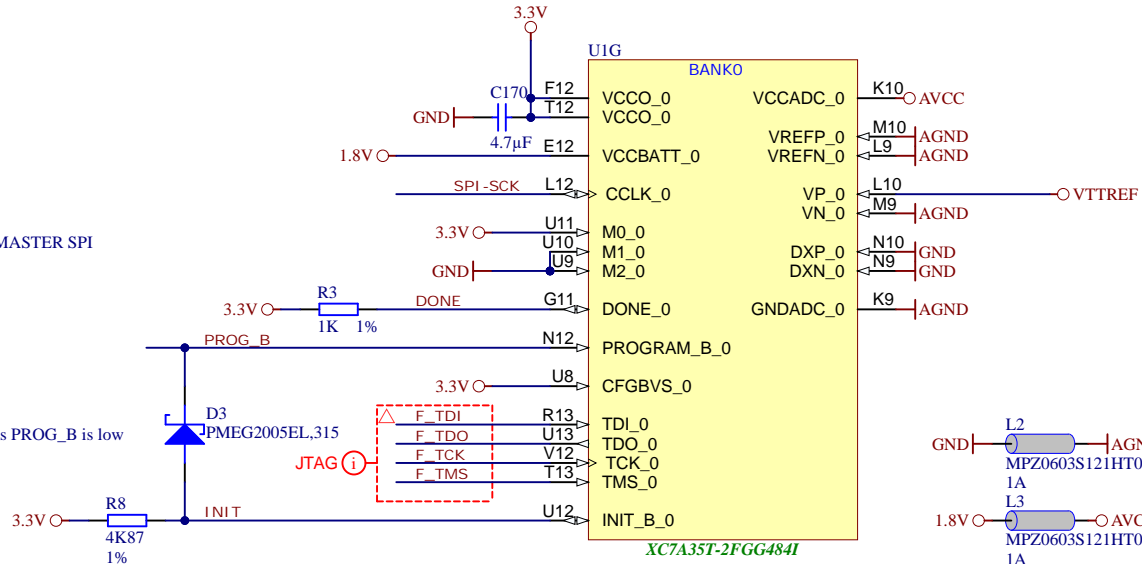 3.3V
U1G
BANK0
C170
4.7µF
GND
F12
VCCO_0
T12
VCCO_0
VCCADC_0
K10
AVCC
VREFP_0
M10
AGND
VREFN_0
L9
AGND
1.8V
E12
VCCBATT_0
SPI-SCK
L12
CCLK_0
VP_0
L10
VTTREF
VN_0
M9
AGND
MASTER SPI
3.3V
U11
M0_0
U10
M1_0
GND
U9
M2_0
DXP_0
N10
GND
DXN_0
N9
GND
3.3V
R3
1K 1%
DONE
G11
DONE_0
GNDADC_0
K9
AGND
PROG_B
N12
PROGRAM_B_0
3.3V
U8
CFGBVS_0
s PROG_B is low
D3
PMEG2005EL,315
JTAG
i
F_TDI
R13
TDI_0
F_TDO
U13
TDO_0
F_TCK
V12
TCK_0
F_TMS
T13
TMS_0
GND
L2
AGN
MPZ0603S121HT0
1A
3.3V
R8
4K87
1%
INIT
U12
INIT_B_0
XC7A35T-2FGG484I
1.8V
L3
AVC
MPZ0603S121HT0
1A